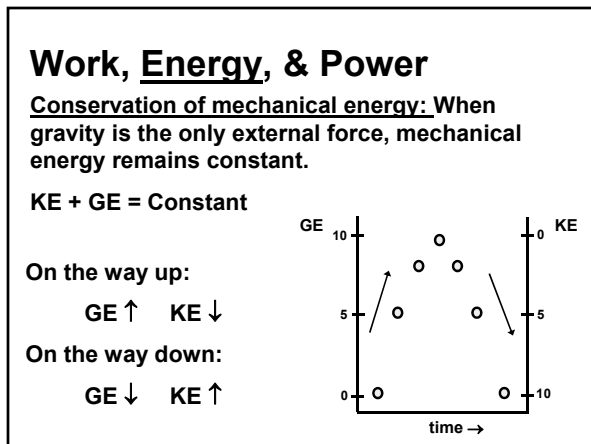 Work, Energy, & Power
Conservation of mechanical energy: When
gravity is the only external force, mechanical
energy remains constant.
KE + GE = Constant
GE
KE
10
0
On the way up:
GE ↑ KE ↓
5
5
On the way down:
GE ↓ KE ↑
0
10
time →